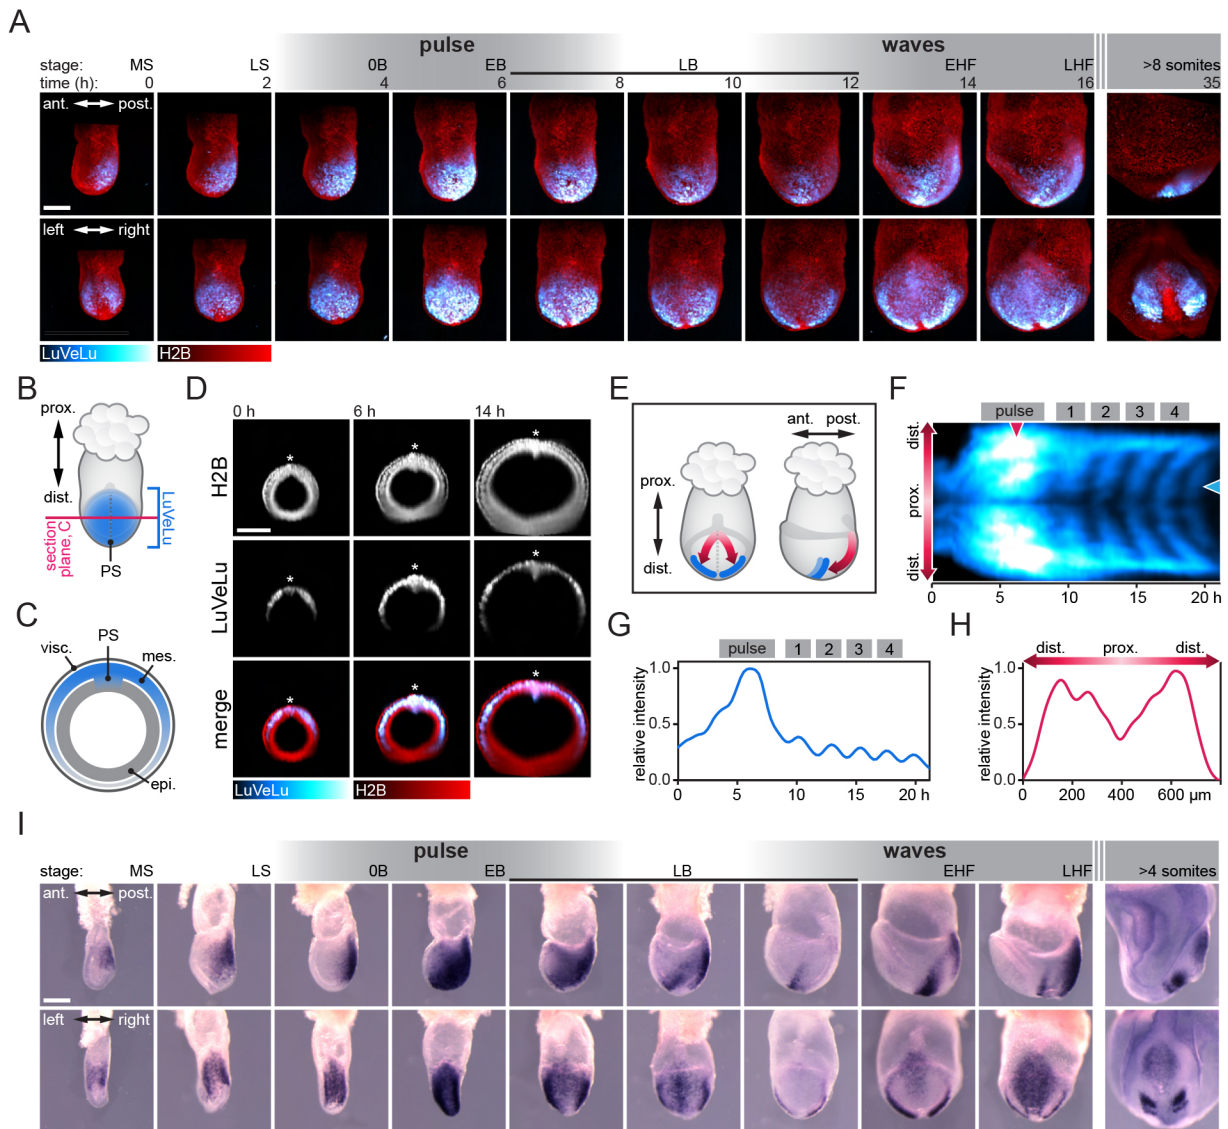 A
pulse
waves
stage: MS LS 0B EB LB EHF LHF >8 somites
time (h): 0 2 4 6 8 10 12 14 16 35
ant. post.
left right
LuVeLu H2B
B
prox.
dist.
LuVeLu
section
plane, C
PS
C
PS
visc. mes.
epi.
D
0 h 6 h 14 h
H2B
* * *
LuVeLu
* * *
merge
* * *
LuVeLu H2B
E
ant. post.
prox.
dist.
F
pulse 1 2 3 4
dist.
prox.
dist.
0 5 10 15 20 h
G
pulse 1 2 3 4
relative intensity
1.0
0.5
0.0
0 5 10 15 20 h
H
dist. prox. dist.
relative intensity
1.0
0.5
0.0
0 200 400 600 µm
I
pulse
waves
stage: MS LS 0B EB LB EHF LHF >4 somites
ant. post.
left right